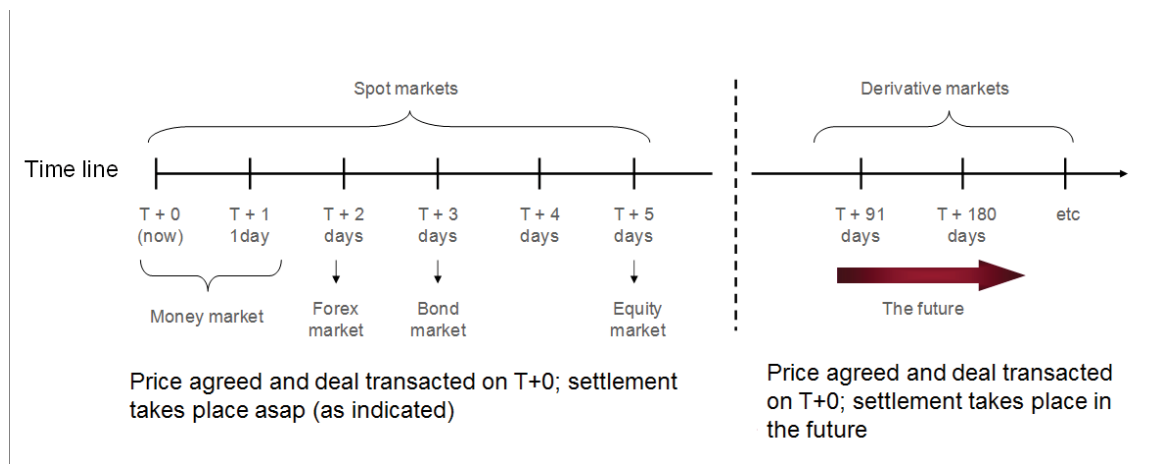 Spot markets
Derivative markets
Time line
T + 0
(now)
T + 1
1day
T + 2
days
T + 3
days
T + 4
days
T + 5
days
T + 91
days
T + 180
days
etc
Money market
Forex
market
Bond
market
Equity
market
The future
Price agreed and deal transacted on T+0; settlement
takes place asap (as indicated)
Price agreed and deal transacted
on T+0; settlement takes place in
the future